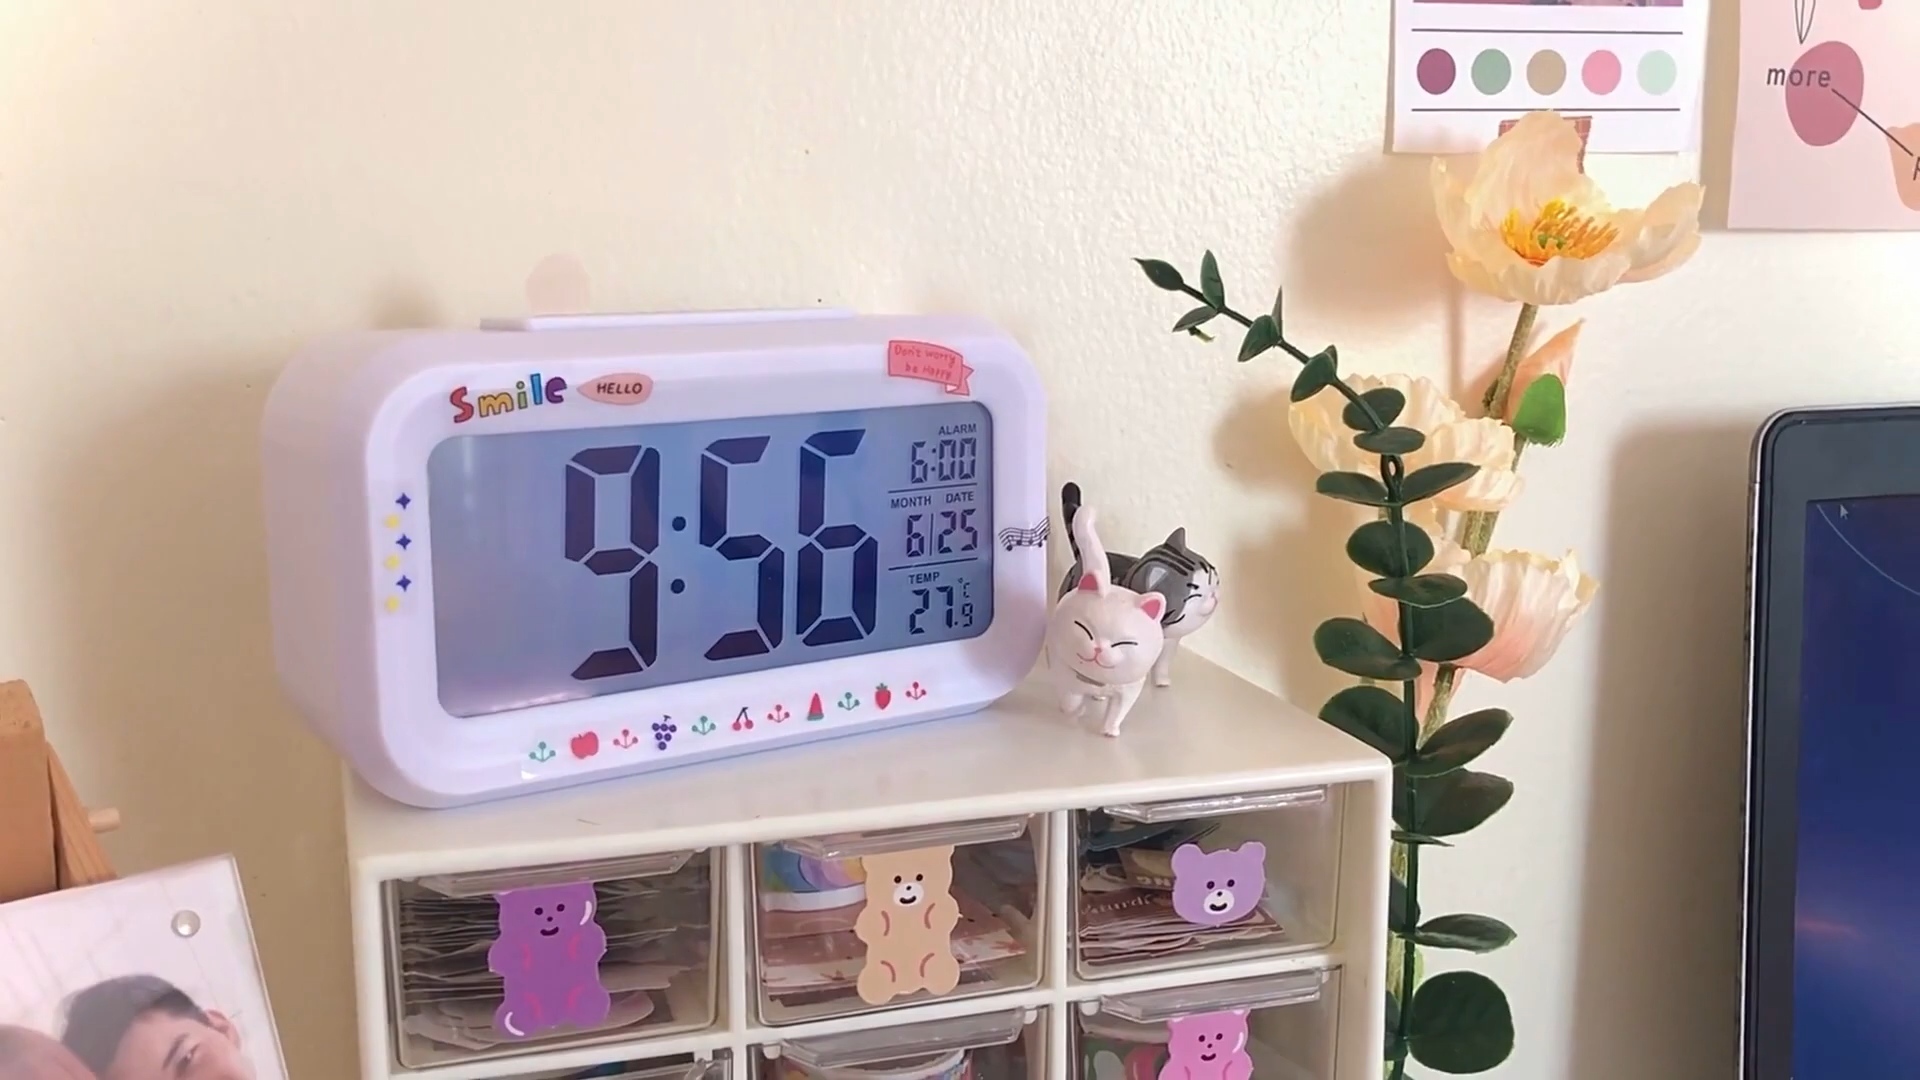 more
Smile
HELLO
Don't worry
be Happy
ALARM
6:00
9:56
MONTH DATE
6|25
TEMP
27.9 °C